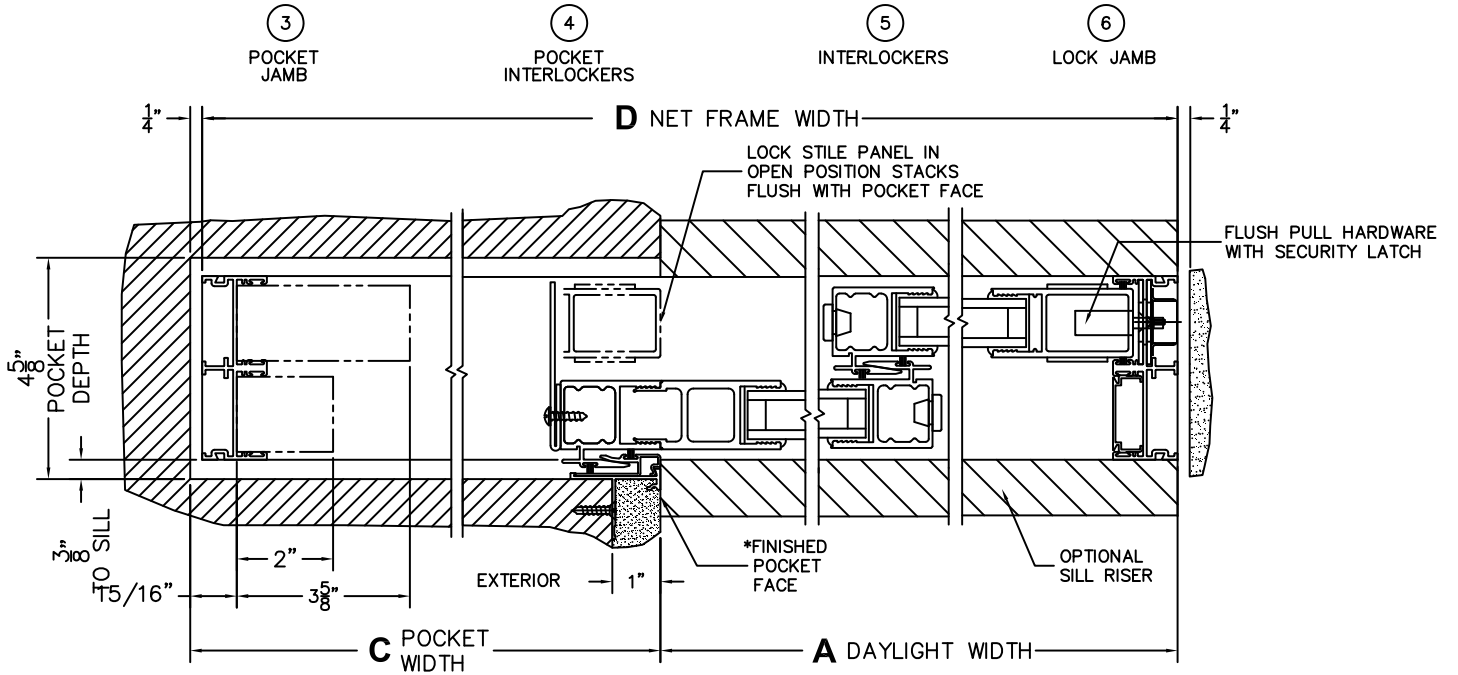 3
POCKET
JAMB
4
POCKET
INTERLOCKERS
5
INTERLOCKERS
6
LOCK JAMB
1/4"
D NET FRAME WIDTH
1/4"
LOCK STILE PANEL IN
OPEN POSITION STACKS
FLUSH WITH POCKET FACE
FLUSH PULL HARDWARE
WITH SECURITY LATCH
4 5/8"
POCKET
DEPTH
3/8"
TO SILL
15/16"
2"
3 5/8"
EXTERIOR
1"
*FINISHED
POCKET
FACE
OPTIONAL
SILL RISER
C POCKET
WIDTH
A DAYLIGHT WIDTH